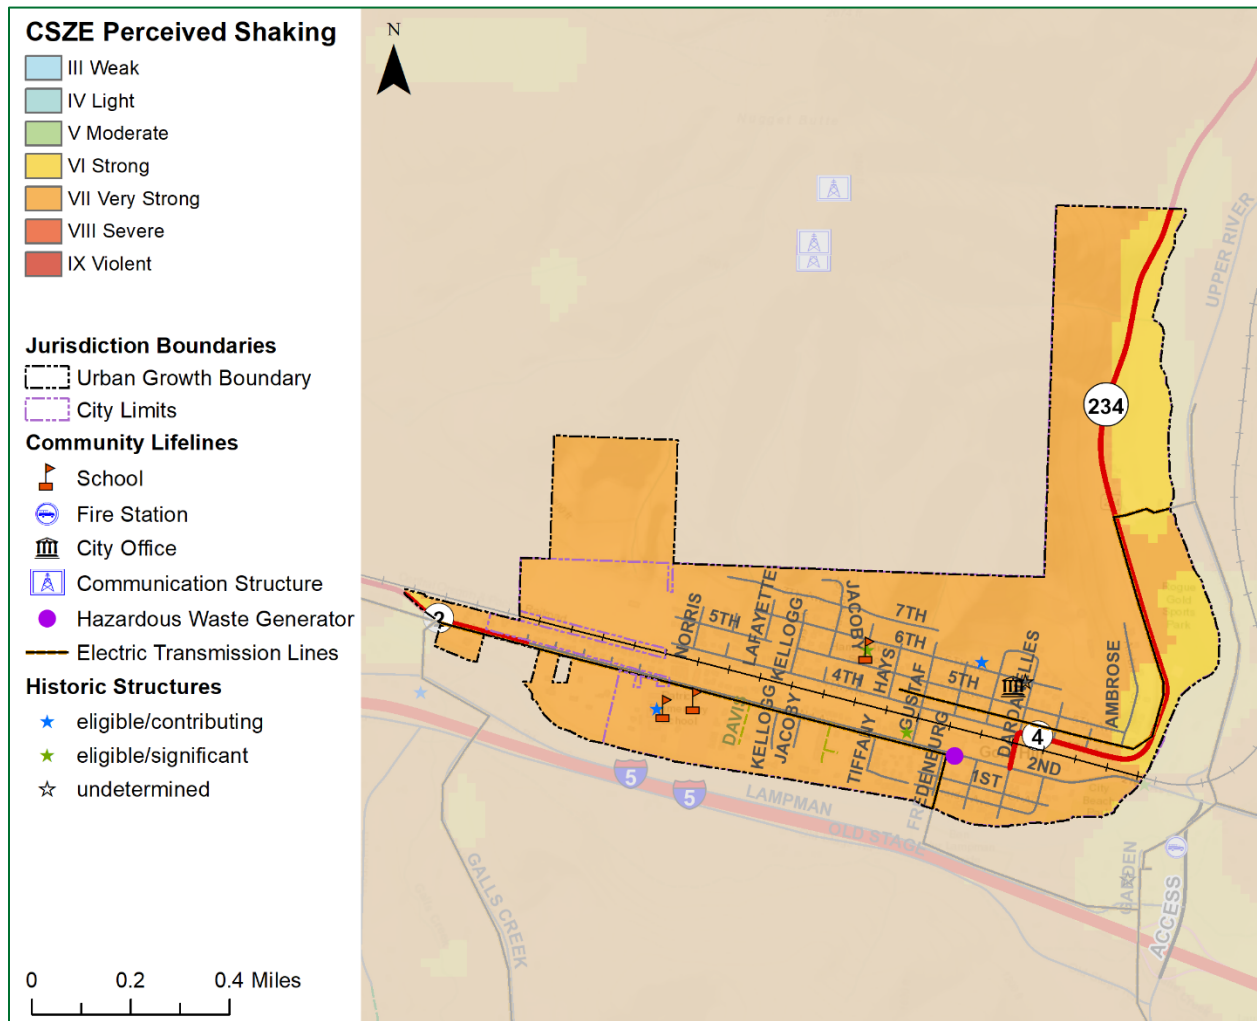 CSZE Perceived Shaking
III Weak
IV Light
V Moderate
VI Strong
VII Very Strong
VIII Severe
IX Violent
Jurisdiction Boundaries
Urban Growth Boundary
City Limits
Community Lifelines
School
Fire Station
City Office
Communication Structure
Hazardous Waste Generator
Electric Transmission Lines
Historic Structures
eligible/contributing
eligible/significant
undetermined
0 0.2 0.4 Miles
N
UPPER RIVER
234
2
NORRIS
5TH
LAFAYETTE
KELLOGG
JACOBY
7TH
6TH
HAYS
4TH
GUSTAF
5TH
DARDANELLES
AMBROSE
DAVIS
KELLOGG
JACOBY
TIFFANY
FREDENBURG
4
2ND
1ST
5
5
LAMPMAN
OLD STAGE
GALLS CREEK
ACCESS